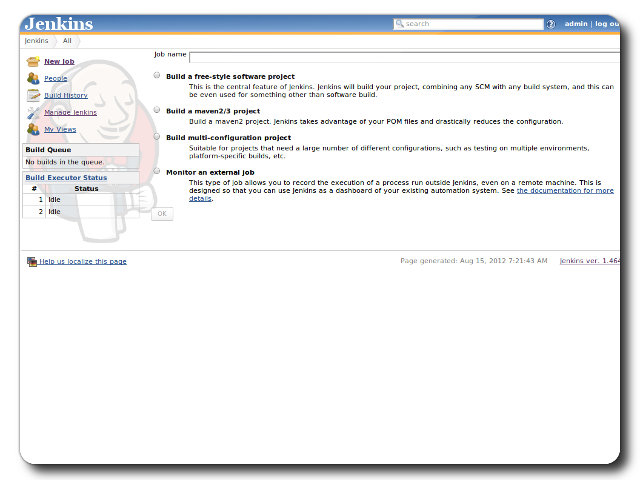 Jenkins
search
admin | log ou
Jenkins
All
New Job
People
Build History
Manage Jenkins
My Views
Build Queue
No builds in the queue.
Build Executor Status
# Status
1 Idle
2 Idle
Job name
Build a free-style software project
This is the central feature of Jenkins. Jenkins will build your project, combining any SCM with any build system, and this can
be even used for something other than software build.
Build a maven2/3 project
Build a maven2 project. Jenkins takes advantage of your POM files and drastically reduces the configuration.
Build multi-configuration project
Suitable for projects that need a large number of different configurations, such as testing on multiple environments,
platform-specific builds, etc.
Monitor an external job
This type of job allows you to record the execution of a process run outside Jenkins, even on a remote machine. This is
designed so that you can use Jenkins as a dashboard of your existing automation system. See the documentation for more
details.
OK
Help us localize this page
Page generated: Aug 15, 2012 7:21:43 AM
Jenkins ver. 1.464